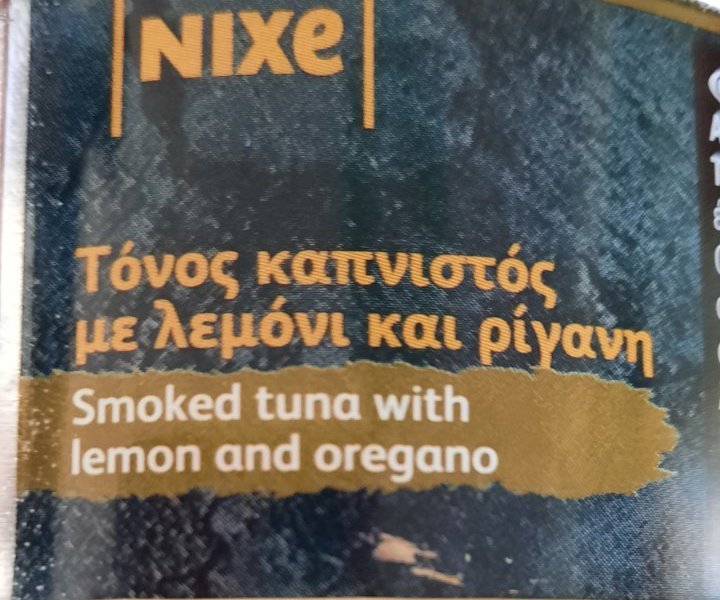 NIXe
Τόνος καπνιστός
με λεμόνι και ρίγανη
Smoked tuna with
lemon and oregano